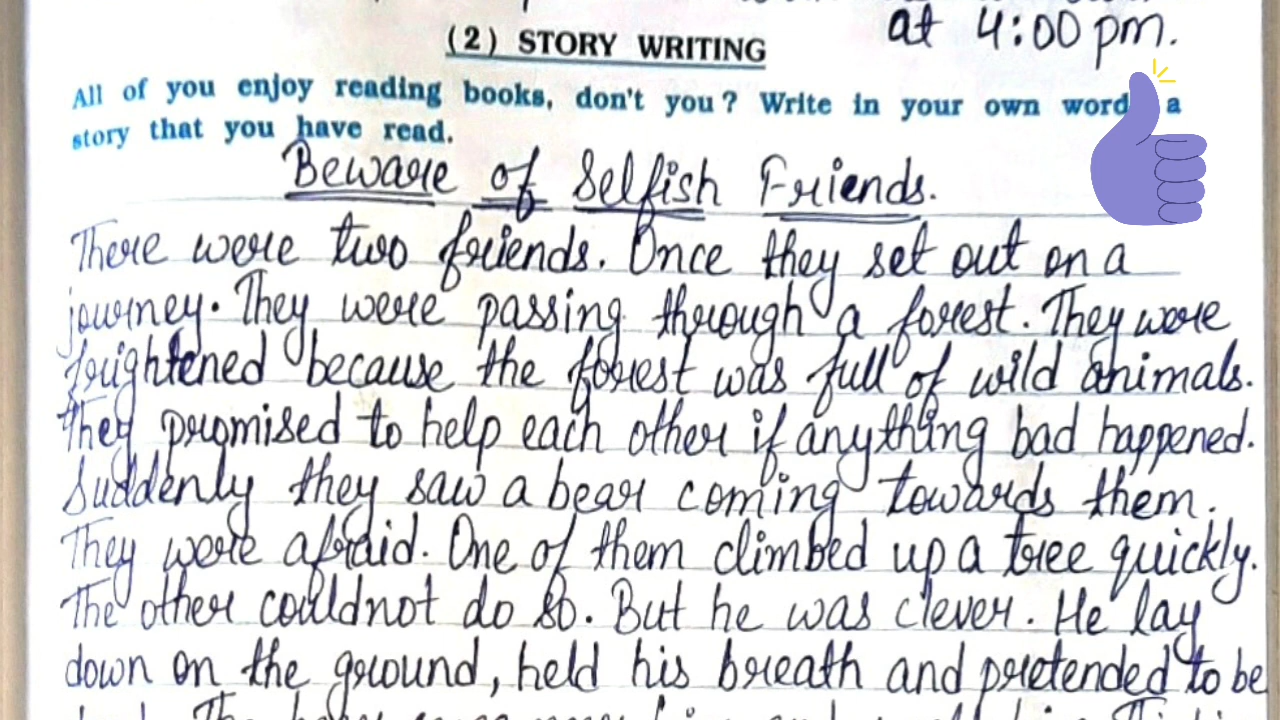 at 4:00 pm.
(2) STORY WRITING
All of you enjoy reading books, don't you? Write in your own word a
story that you have read.
Beware of Selfish Friends.
There were two friends. Once they set out on a
journey. They were passing through a forest. They were
frightened because the forest was full of wild animals.
They promised to help each other if anything bad happened.
Suddenly they saw a bear coming towards them.
They were afraid. One of them climbed up a tree quickly.
The other couldnot do so. But he was clever. He lay
down on the ground, held his breath and pretended to be